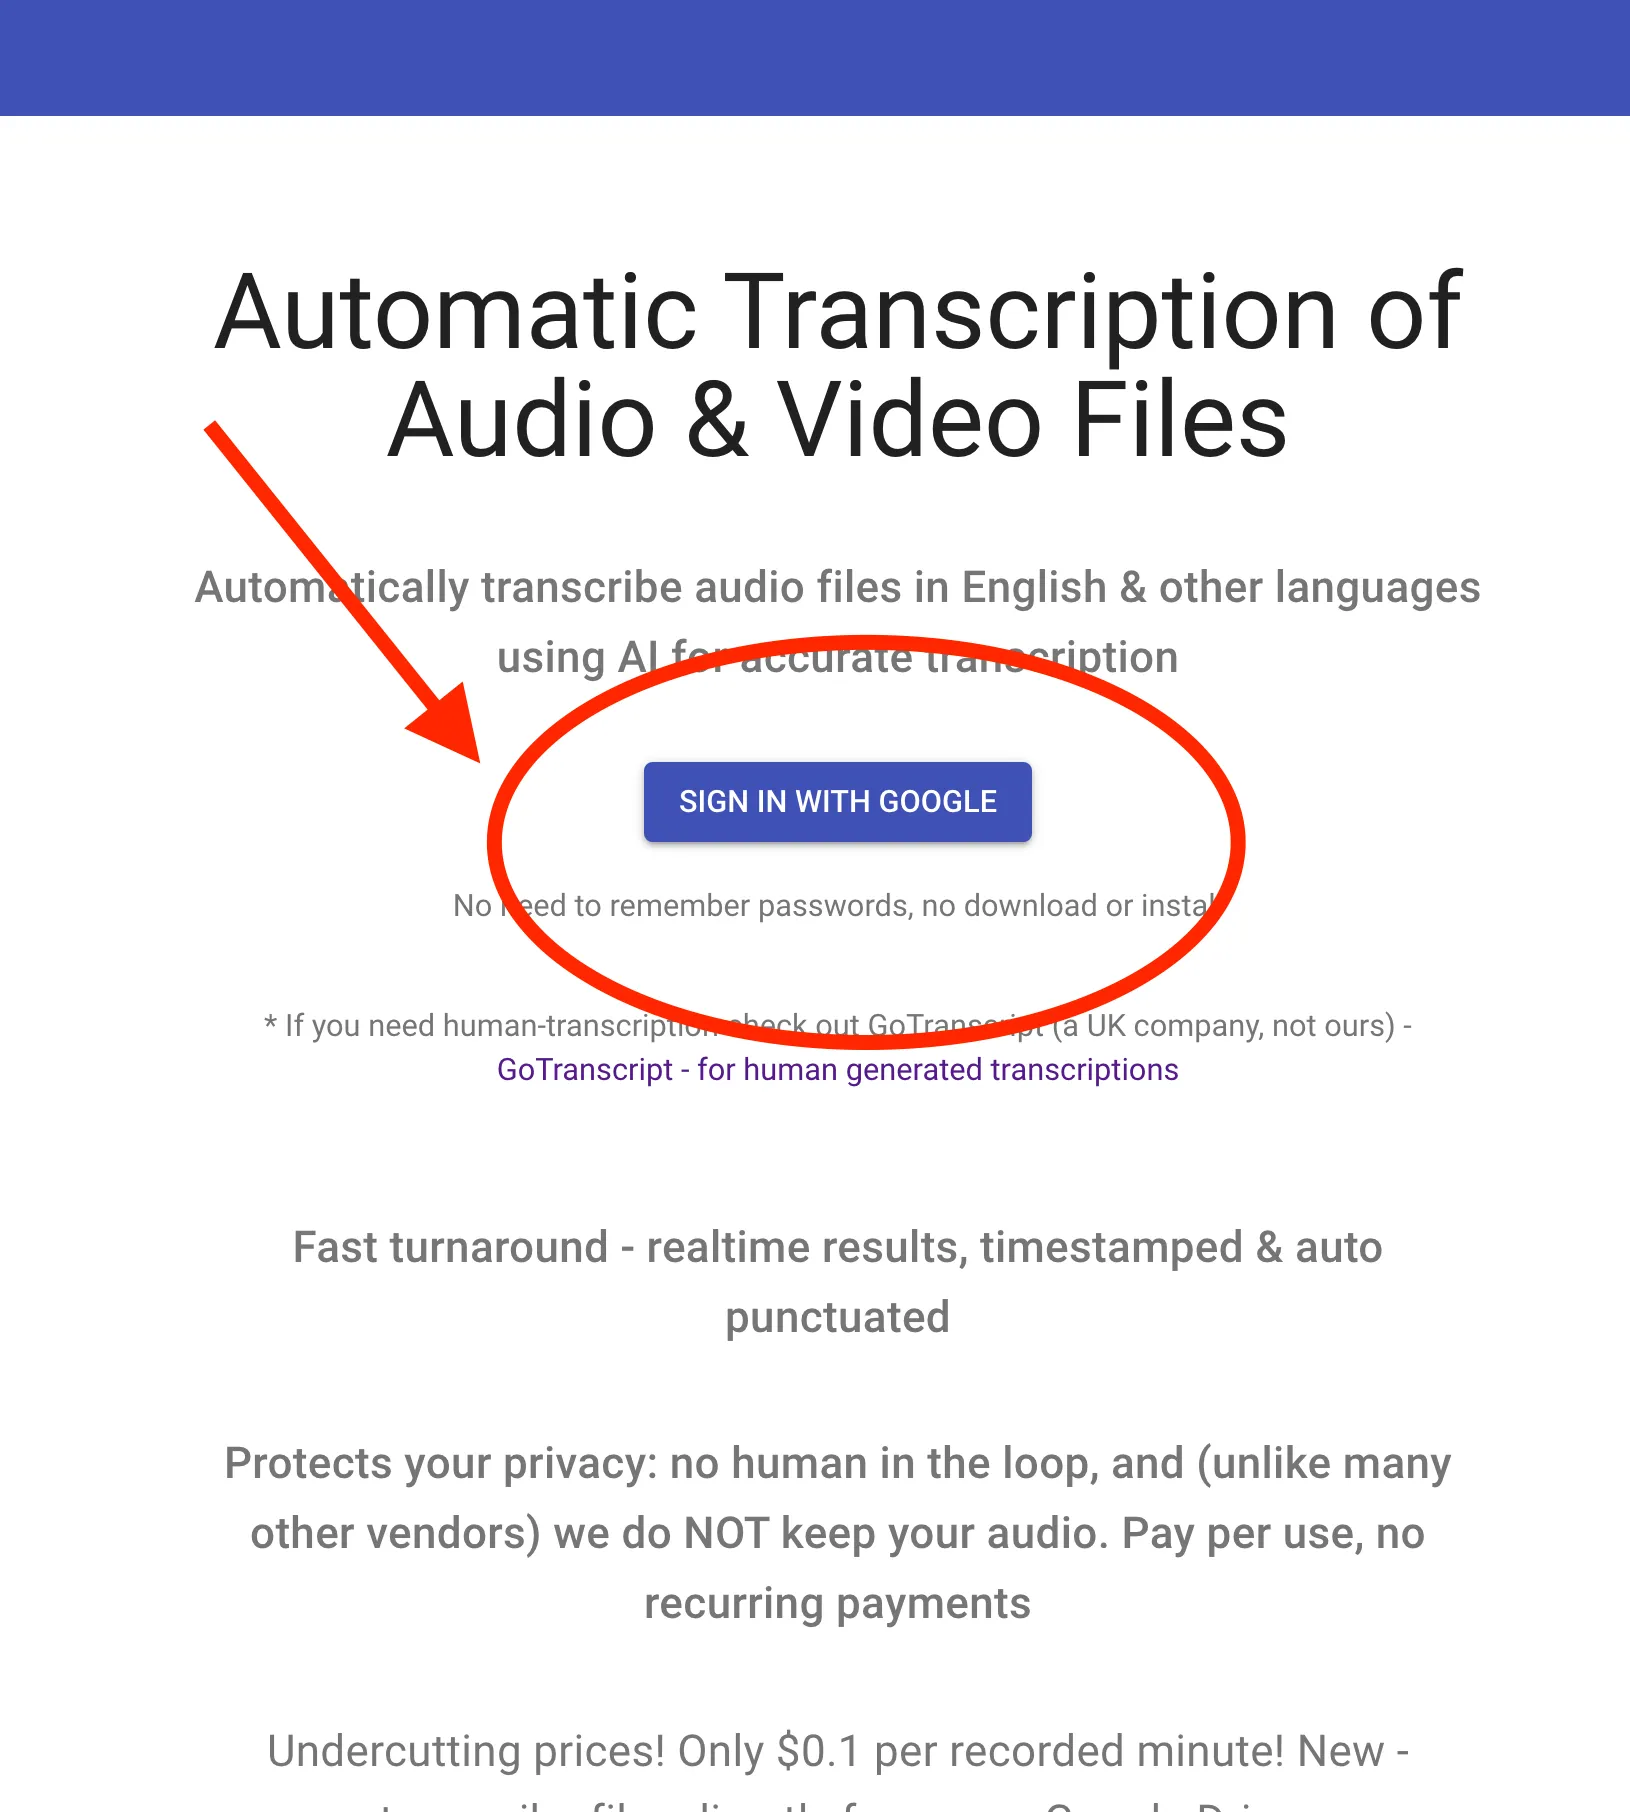 Automatic Transcription of
Audio & Video Files
Automatically transcribe audio files in English & other languages
using AI for accurate transcription
SIGN IN WITH GOOGLE
No need to remember passwords, no download or install
* If you need human-transcription check out GoTranscript (a UK company, not ours) -
GoTranscript - for human generated transcriptions
Fast turnaround - realtime results, timestamped & auto
punctuated
Protects your privacy: no human in the loop, and (unlike many
other vendors) we do NOT keep your audio. Pay per use, no
recurring payments
Undercutting prices! Only $0.1 per recorded minute! New -